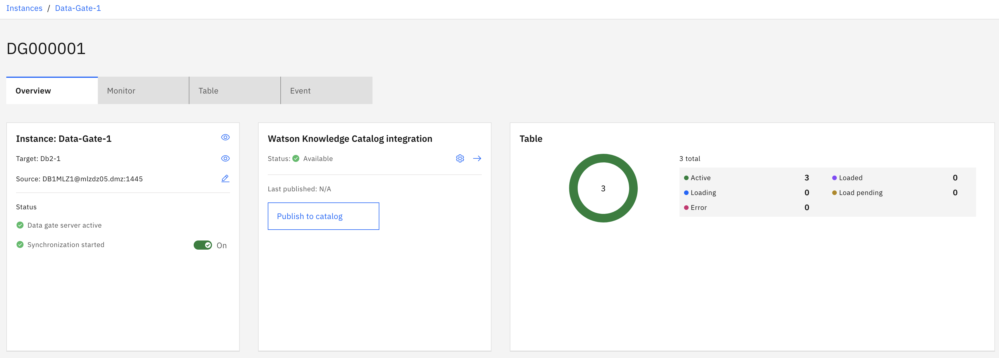 Instances / Data-Gate-1
DG000001
Overview
Monitor
Table
Event
Instance: Data-Gate-1
Target: Db2-1
Source: DB1MLZ1@mlzdz05.dmz:1445
Status
Data gate server active
Synchronization started
On
Watson Knowledge Catalog integration
Status: Available
Last published: N/A
Publish to catalog
Table
3
3 total
Active 3
Loaded 0
Loading 0
Load pending 0
Error 0